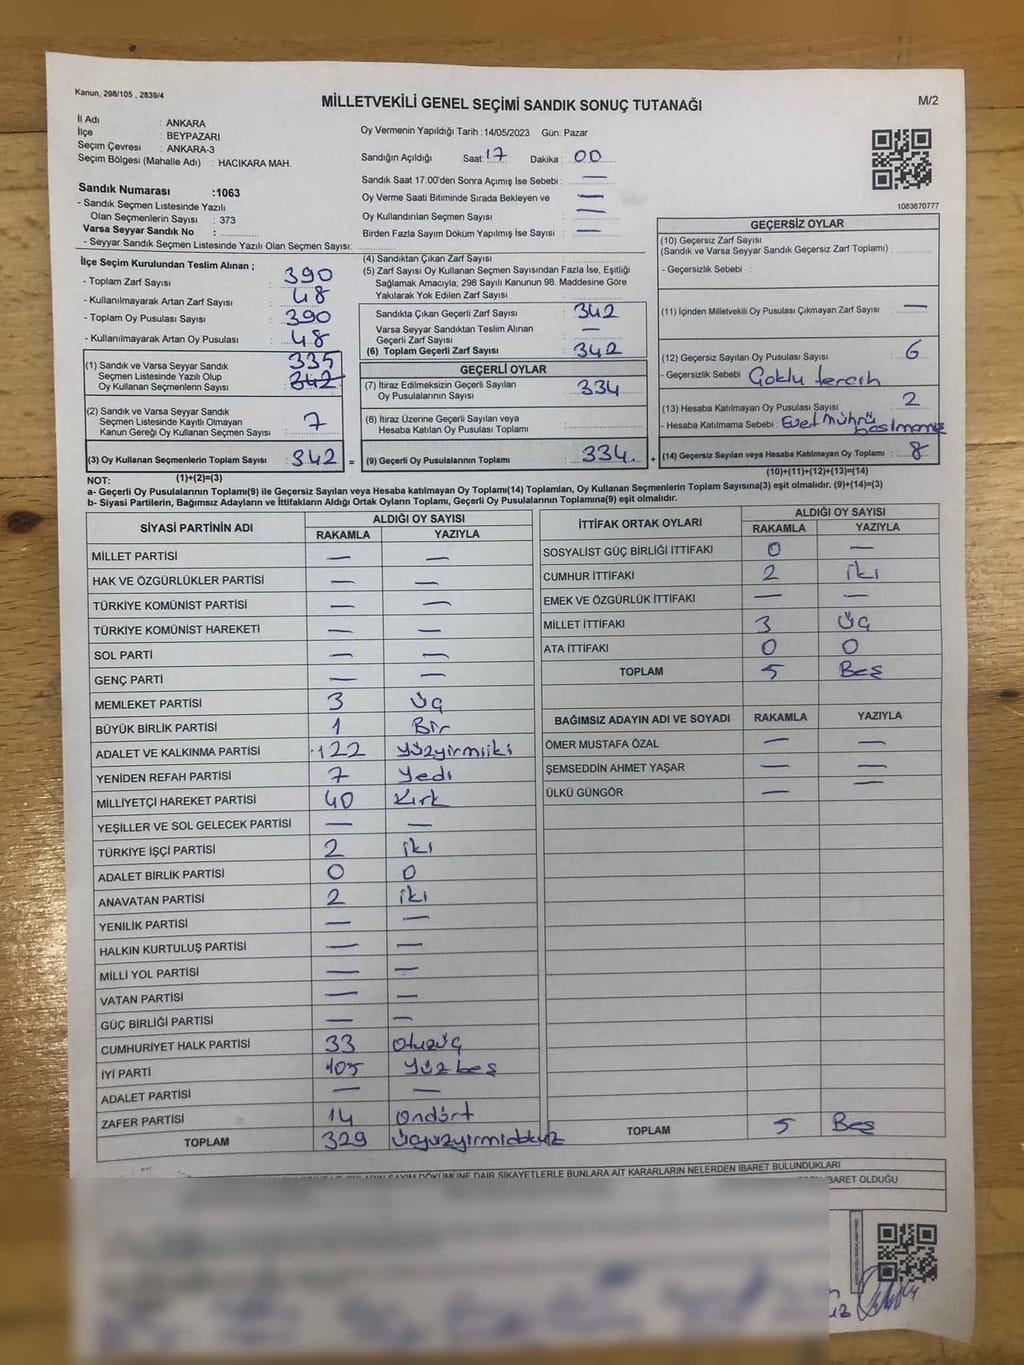 Kanun, 298/105 , 2839/4
MİLLETVEKİLİ GENEL SEÇİMİ SANDIK SONUÇ TUTANAĞI
M/2
İl Adı : ANKARA
İlçe : BEYPAZARI
Seçim Çevresi : ANKARA-3
Seçim Bölgesi (Mahalle Adı) : HACIKARA MAH.
Oy Vermenin Yapıldığı Tarih :14/05/2023 Gün: Pazar
Sandığın Açıldığı Saat: 17 Dakika : 00
Sandık Saat 17:00'den Sonra Açımış İse Sebebi : —
Oy Verme Saati Bitiminde Sırada Bekleyen ve —
Oy Kullandırılan Seçmen Sayısı —
Birden Fazla Sayım Döküm Yapılmış İse Sayısı : —
1083870777
Sandık Numarası :1063
- Sandık Seçmen Listesinde Yazılı
Olan Seçmenlerin Sayısı : 373
Varsa Seyyar Sandık No :
- Seyyar Sandık Seçmen Listesinde Yazılı Olan Seçmen Sayısı:
İlçe Seçim Kurulundan Teslim Alınan ;
- Toplam Zarf Sayısı : 390
- Kullanılmayarak Artan Zarf Sayısı : 48
- Toplam Oy Pusulası Sayısı : 390
- Kullanılmayarak Artan Oy Pusulası : 48
(1) Sandık ve Varsa Seyyar Sandık 335
Seçmen Listesinde Yazılı Olup
Oy Kullanan Seçmenlerin Sayısı : 342
(2) Sandık ve Varsa Seyyar Sandık
Seçmen Listesinde Kayıtlı Olmayan 7
Kanun Gereği Oy Kullanan Seçmen Sayısı :
(3) Oy Kullanan Seçmenlerin Toplam Sayısı : 342 =
(1)+(2)=(3)
(4) Sandıktan Çıkan Zarf Sayısı :
(5) Zarf Sayısı Oy Kullanan Seçmen Sayısından Fazla İse, Eşitliği
Sağlamak Amacıyla; 298 Sayılı Kanunun 98. Maddesine Göre
Yakılarak Yok Edilen Zarf Sayısı :
Sandıkta Çıkan Geçerli Zarf Sayısı : 342
Varsa Seyyar Sandıktan Teslim Alınan —
Geçerli Zarf Sayısı :
(6) Toplam Geçerli Zarf Sayısı : 342
GEÇERLİ OYLAR
(7) İtiraz Edilmeksizin Geçerli Sayılan
Oy Pusulalarının Sayısı : 334
(8) İtiraz Üzerine Geçerli Sayılan veya
Hesaba Katılan Oy Pusulası Toplamı :
(9) Geçerli Oy Pusulalarının Toplamı : 334 +
GEÇERSİZ OYLAR
(10) Geçersiz Zarf Sayısı
(Sandık ve Varsa Seyyar Sandık Geçersiz Zarf Toplamı) :
- Geçersizlik Sebebi :
(11) İçinden Milletvekili Oy Pusulası Çıkmayan Zarf Sayısı : —
(12) Geçersiz Sayılan Oy Pusulası Sayısı : 6
- Geçersizlik Sebebi : Çoklu tercih
(13) Hesaba Katılmayan Oy Pusulası Sayısı : 2
- Hesaba Katılmama Sebebi : Evet Mührü
(14) Geçersiz Sayılan veya Hesaba Katılmayan Oy Toplamı : 8
(10)+(11)+(12)+(13)=(14)
NOT:
a- Geçerli Oy Pusulalarının Toplamı(9) ile Geçersiz Sayılan veya Hesaba katılmayan Oy Toplamı(14) Toplamları, Oy Kullanan Seçmenlerin Toplam Sayısına(3) eşit olmalıdır. (9)+(14)=(3)
b- Siyasi Partilerin, Bağımsız Adayların ve İttifakların Aldığı Ortak Oyların Toplamı, Geçerli Oy Pusulalarının Toplamına(9) eşit olmalıdır.
SİYASİ PARTİNİN ADI
ALDIĞI OY SAYISI
RAKAMLA YAZIYLA
MİLLET PARTİSİ — —
HAK VE ÖZGÜRLÜKLER PARTİSİ — —
TÜRKİYE KOMÜNİST PARTİSİ — —
TÜRKİYE KOMÜNİST HAREKETİ — —
SOL PARTİ — —
GENÇ PARTİ — —
MEMLEKET PARTİSİ 3 Üç
BÜYÜK BİRLİK PARTİSİ 1 Bir
ADALET VE KALKINMA PARTİSİ 122 Yüzyirmiiki
YENİDEN REFAH PARTİSİ 7 Yedi
MİLLİYETÇİ HAREKET PARTİSİ 40 Kırk
YEŞİLLER VE SOL GELECEK PARTİSİ — —
TÜRKİYE İŞÇİ PARTİSİ 2 iki
ADALET BİRLİK PARTİSİ 0 0
ANAVATAN PARTİSİ 2 iki
YENİLİK PARTİSİ — —
HALKIN KURTULUŞ PARTİSİ — —
MİLLİ YOL PARTİSİ — —
VATAN PARTİSİ — —
GÜÇ BİRLİĞİ PARTİSİ — —
CUMHURİYET HALK PARTİSİ 33 Otuzüç
İYİ PARTİ 105 Yüzbeş
ADALET PARTİSİ — —
ZAFER PARTİSİ 14 Ondört
TOPLAM 329
İTTİFAK ORTAK OYLARI
ALDIĞI OY SAYISI
RAKAMLA YAZIYLA
SOSYALİST GÜÇ BİRLİĞİ İTTİFAKI 0 —
CUMHUR İTTİFAKI 2 iki
EMEK VE ÖZGÜRLÜK İTTİFAKI — —
MİLLET İTTİFAKI 3 Üç
ATA İTTİFAKI 0 0
TOPLAM 5 Beş
BAĞIMSIZ ADAYIN ADI VE SOYADI RAKAMLA YAZIYLA
ÖMER MUSTAFA ÖZAL — —
ŞEMSEDDİN AHMET YAŞAR — —
ÜLKÜ GÜNGÖR — —
TOPLAM 5 Beş
DÖKÜMÜNE DAİR ŞİKAYETLERLE BUNLARA AİT KARARLARIN NELERDEN İBARET BULUNDUKLARI
İBARET OLDUĞU